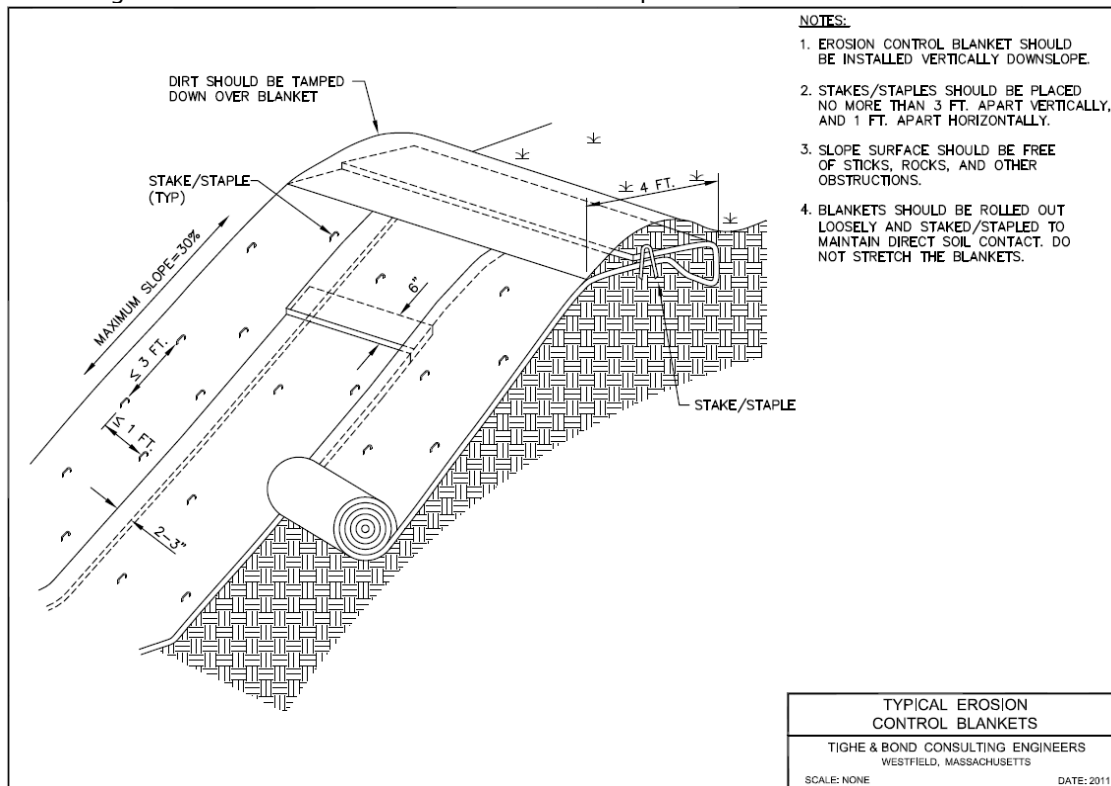 NOTES:
1. EROSION CONTROL BLANKET SHOULD
BE INSTALLED VERTICALLY DOWNSLOPE.
2. STAKES/STAPLES SHOULD BE PLACED
NO MORE THAN 3 FT. APART VERTICALLY,
AND 1 FT. APART HORIZONTALLY.
3. SLOPE SURFACE SHOULD BE FREE
OF STICKS, ROCKS, AND OTHER
OBSTRUCTIONS.
4. BLANKETS SHOULD BE ROLLED OUT
LOOSELY AND STAKED/STAPLED TO
MAINTAIN DIRECT SOIL CONTACT. DO
NOT STRETCH THE BLANKETS.
DIRT SHOULD BE TAMPED
DOWN OVER BLANKET
STAKE/STAPLE
(TYP)
4 FT.
MAXIMUM SLOPE=30%
6"
≤ 3 FT.
≤ 1 FT.
STAKE/STAPLE
2-3"
TYPICAL EROSION
CONTROL BLANKETS
TIGHE & BOND CONSULTING ENGINEERS
WESTFIELD, MASSACHUSETTS
SCALE: NONE DATE: 2011